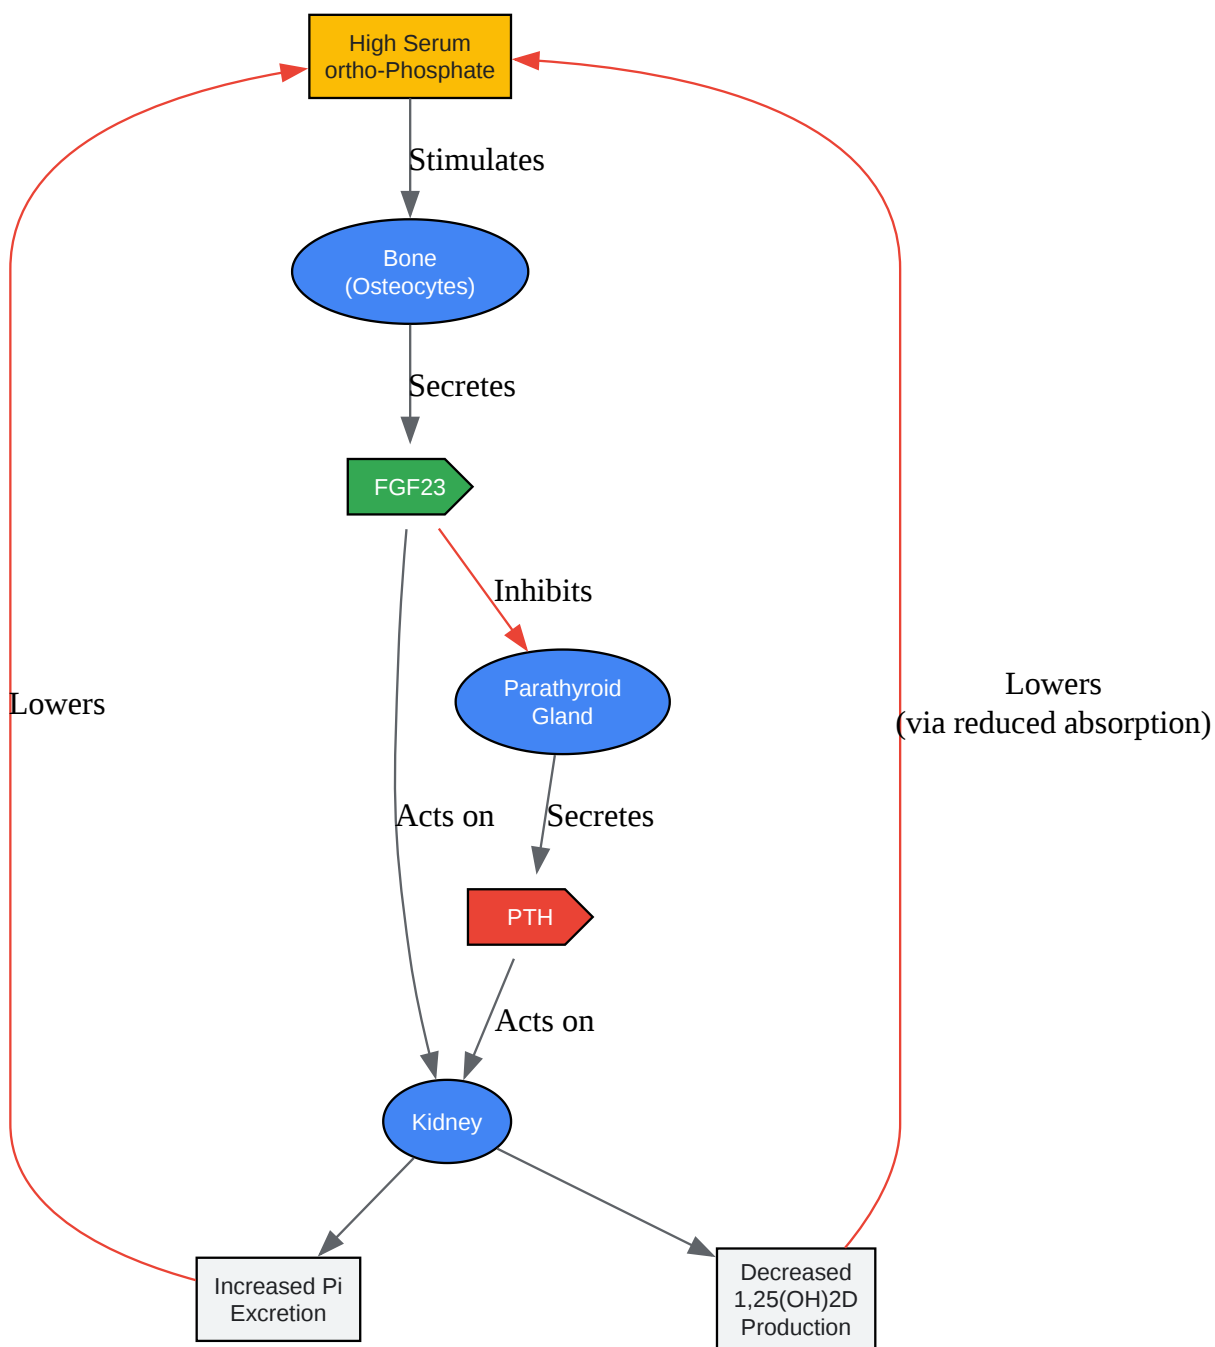 High Serum
ortho-Phosphate
Stimulates
Bone
(Osteocytes)
Secretes
FGF23
Inhibits
Parathyroid
Gland
Lowers
Lowers
(via reduced absorption)
Acts on
Secretes
PTH
Acts on
Kidney
Increased Pi
Excretion
Decreased
1,25(OH)2D
Production